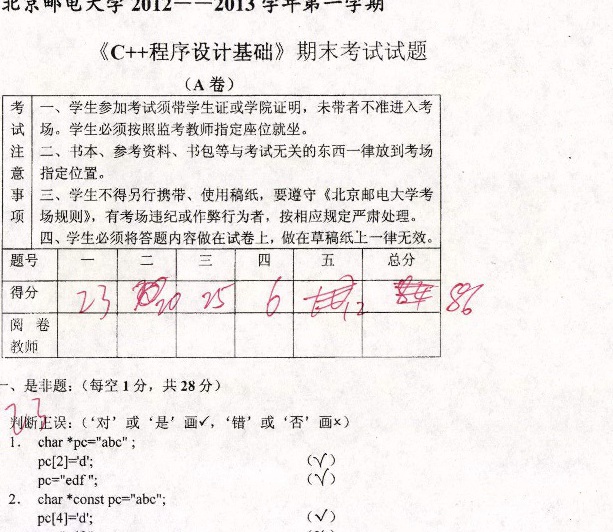 北京邮电大学 2012——2013 学年第一学期
《C++程序设计基础》期末考试试题
（A 卷）
考试注意事项
一、学生参加考试须带学生证或学院证明，未带者不准进入考
场。学生必须按照监考教师指定座位就坐。
二、书本、参考资料、书包等与考试无关的东西一律放到考场
指定位置。
三、学生不得另行携带、使用稿纸，要遵守《北京邮电大学考
场规则》，有考场违纪或作弊行为者，按相应规定严肃处理。
四、学生必须将答题内容做在试卷上，做在草稿纸上一律无效。
题号 一 二 三 四 五 总分
得分 23 20 25 6 12 86
阅卷
教师
一、是非题：（每空 1 分，共 28 分）
23
判断正误：（‘对’或‘是’画✓，‘错’或‘否’画×）
1. char *pc="abc" ;
pc[2]='d'; (✓)
pc="edf "; (✓)
2. char *const pc="abc";
pc[4]='d'; (✓)